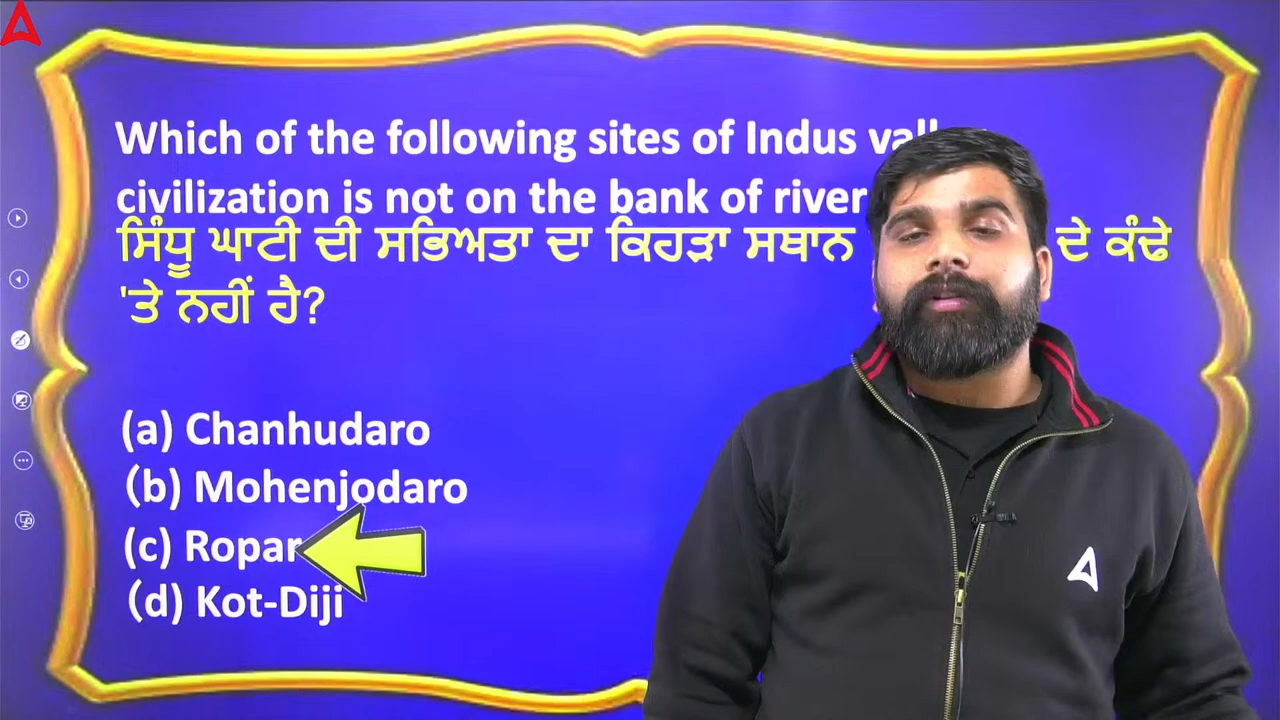 Which of the following sites of Indus
civilization is not on the bank of river
ਸਿੰਧੂ ਘਾਟੀ ਦੀ ਸਭਿਅਤਾ ਦਾ ਕਿਹੜਾ ਸਥਾਨ ਦੇ ਕੰਢੇ
'ਤੇ ਨਹੀਂ ਹੈ?
(a) Chanhudaro
(b) Mohenjodaro
(c) Ropar
(d) Kot-Diji